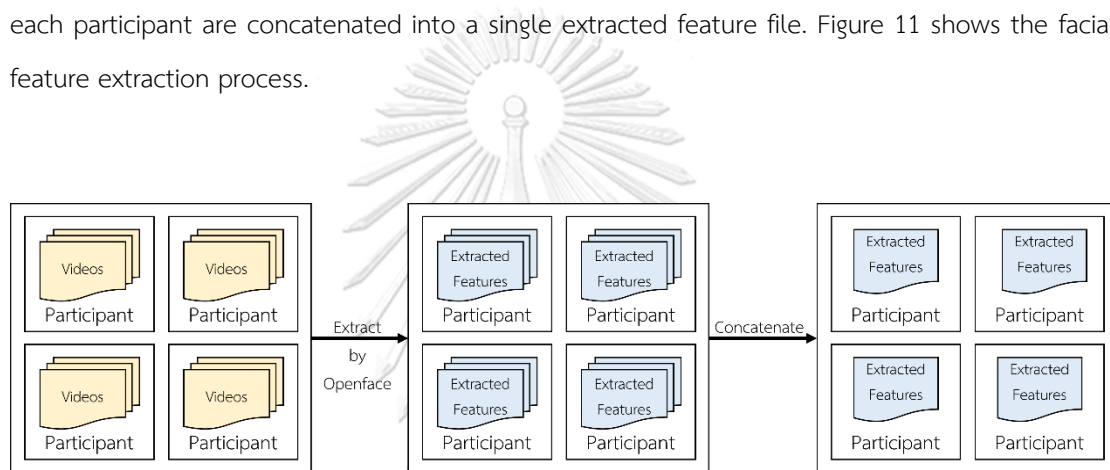 each participant are concatenated into a single extracted feature file. Figure 11 shows the facia
feature extraction process.
Videos
Participant
Videos
Participant
Videos
Participant
Videos
Participant
Extract
by
Openface
Extracted
Features
Participant
Extracted
Features
Participant
Extracted
Features
Participant
Extracted
Features
Participant
Concatenate
Extracted
Features
Participant
Extracted
Features
Participant
Extracted
Features
Participant
Extracted
Features
Participant